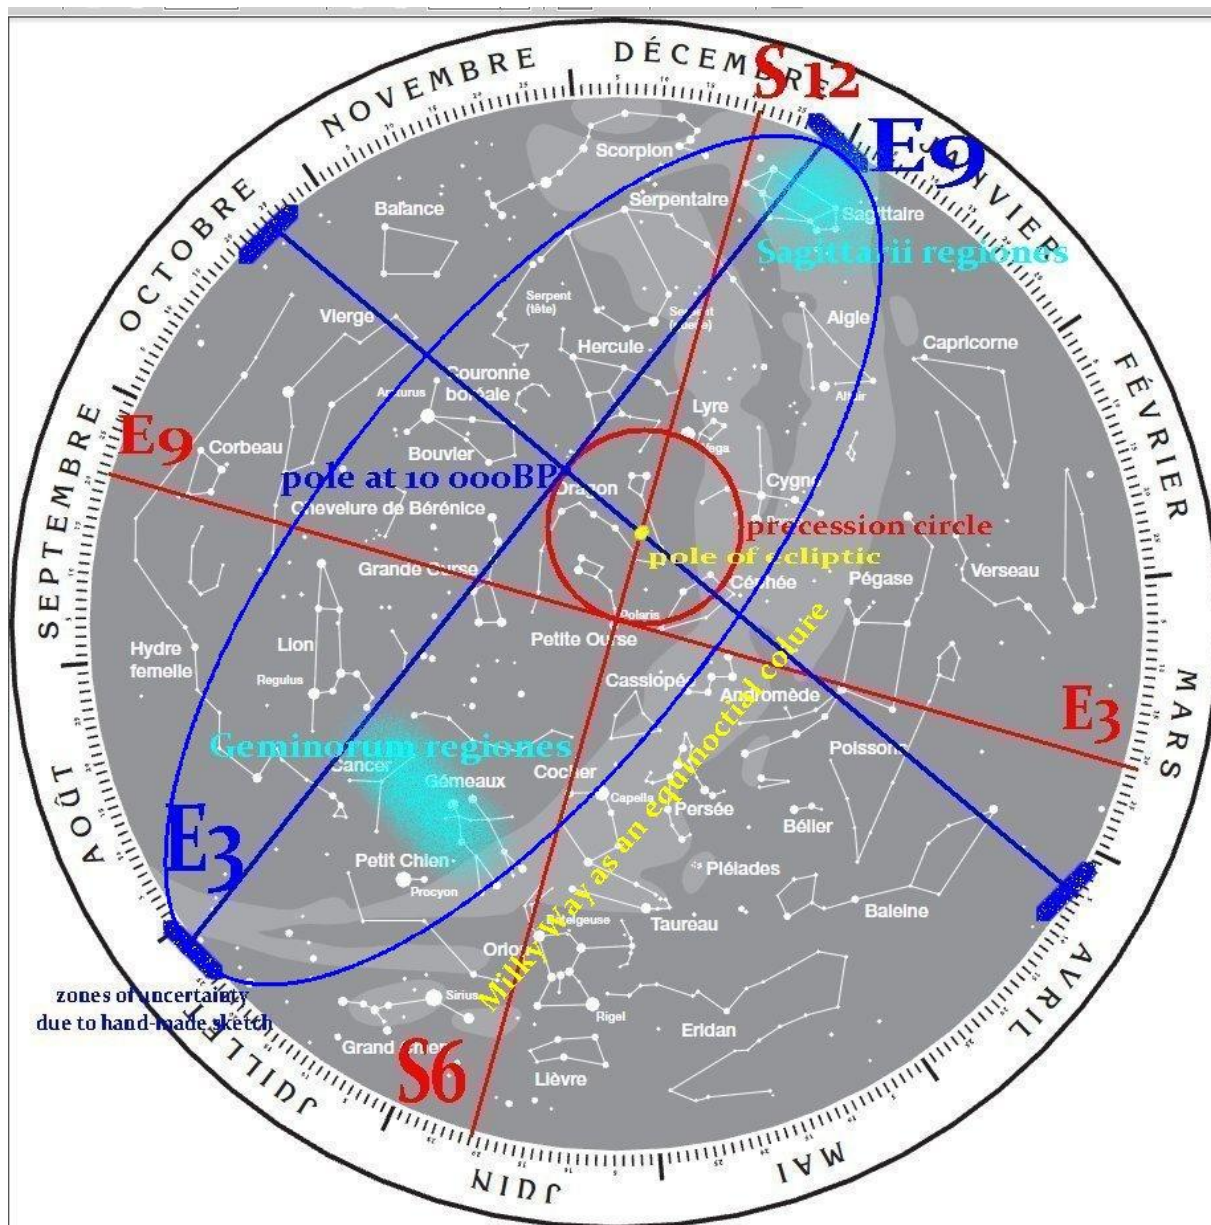 DÉCEMBRE
NOVEMBRE
S 12
E9
JANVIER
Scorpion
OCTOBRE
Balance
Serpentaire
Sagittaire
Sagittarii regiones
Serpent
(tête)
Vierge
Serpent
Aigle
Capricorne
FÉVRIER
Hercule
Couronne
boréale
Arcturus
Altaïr
Lyre
Vega
E9
Corbeau
Bouvier
SEPTEMBRE
pole at 10 000BP
Dragon
Cygne
Chevelure de Bérénice
precession circle
pole of ecliptic
Grande Ourse
Céphée
Pégase
Verseau
Polaris
Petite Ourse
Hydre
femelle
Lion
Regulus
Cassiopée
Andromède
E3
MARS
Milky Way as an equinoctial colure
Geminorum regiones
Cancer
Gémeaux
Cocher
Capella
Persée
Poissons
Bélier
AOÛT
E3
Petit Chien
Procyon
Pléiades
Baleine
Taureau
Betelgeuse
Orion
AVRIL
zones of uncertainty
due to hand-made sketch
Sirius
Rigel
Eridan
Grand Chien
S6
Lièvre
JUILLET
JUIN
MAI